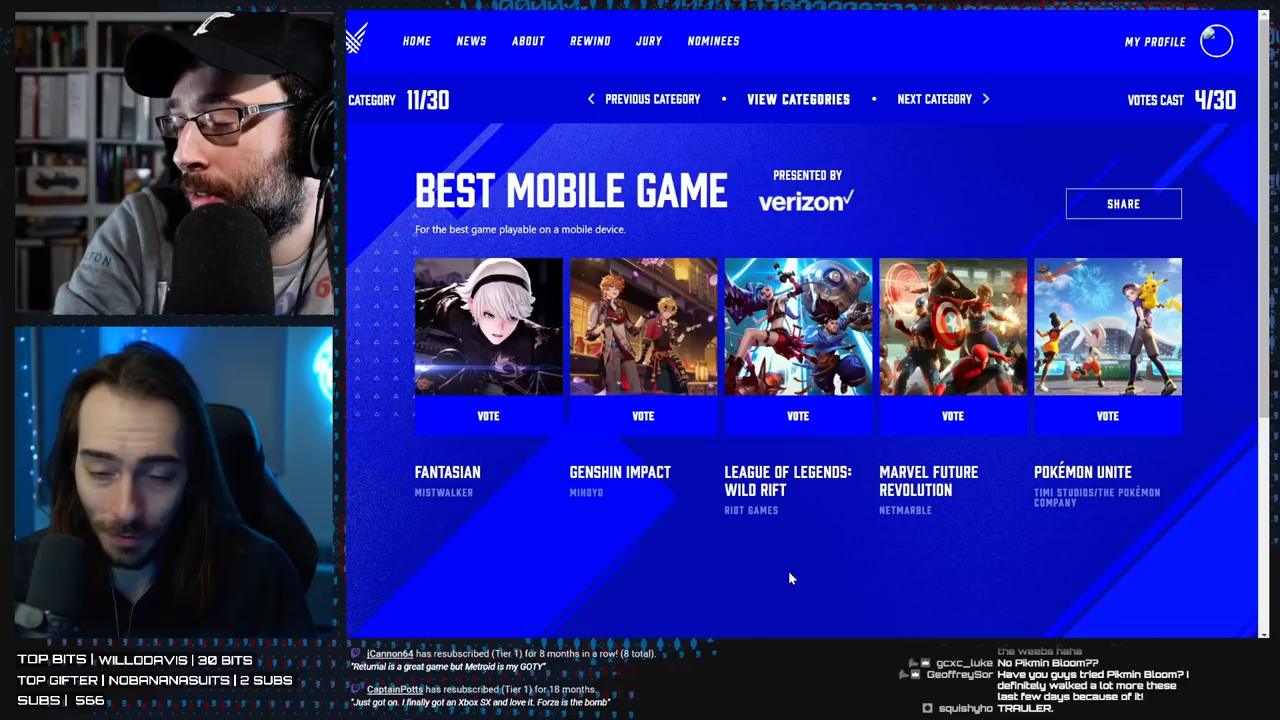 HOME NEWS ABOUT REWIND JURY NOMINEES MY PROFILE
CATEGORY 11/30 PREVIOUS CATEGORY • VIEW CATEGORIES • NEXT CATEGORY VOTES CAST 4/30
BEST MOBILE GAME
PRESENTED BY
verizon✓
SHARE
For the best game playable on a mobile device.
VOTE VOTE VOTE VOTE VOTE
FANTASIAN
MISTWALKER
GENSHIN IMPACT
MIHOYO
LEAGUE OF LEGENDS:
WILD RIFT
RIOT GAMES
MARVEL FUTURE
REVOLUTION
NETMARBLE
POKÉMON UNITE
TIMI STUDIOS/THE POKÉMON
COMPANY
TOP BITS | WILLODAVIS | 30 BITS
TOP GIFTER | NOBANANASUITS | 2 SUBS
SUBS | 566
jCannon64 has resubscribed (Tier 1) for 8 months in a row! (8 total).
"Returnal is a great game but Metroid is my GOTY"
CaptainPotts has resubscribed (Tier 1) for 18 months.
"Just got on. I finally got an Xbox SX and love it. Forza is the bomb"
the weebs haha
gcxc_luke No Pikmin Bloom??
GeoffreySor Have you guys tried Pikmin Bloom? I
definitely walked a lot more these
last few days because of it!
squishyho TRAULER.